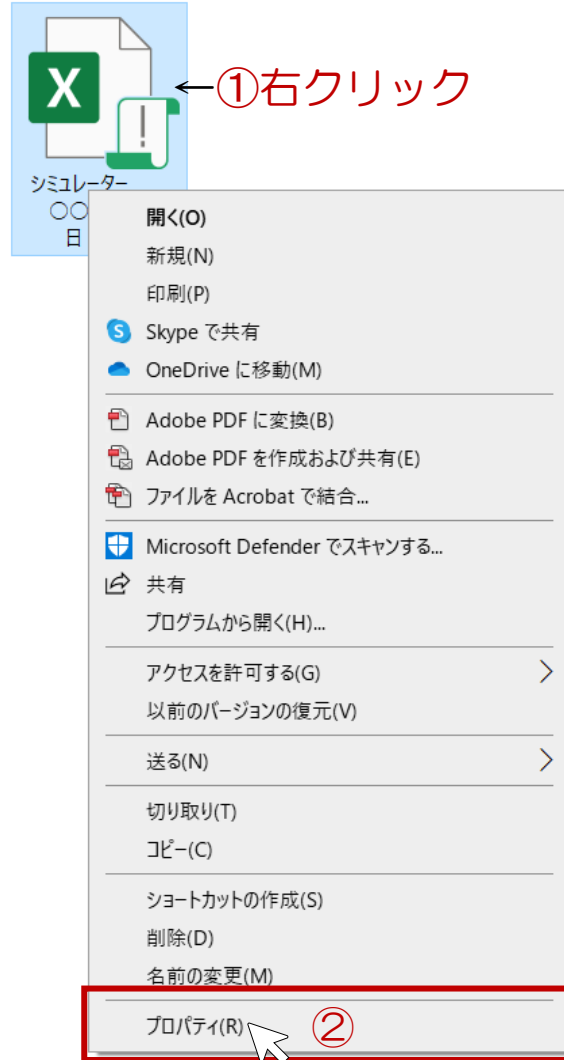 X
←①右クリック
シミュレーター
〇〇
日
開く(O)
新規(N)
印刷(P)
S Skype で共有
OneDrive に移動(M)
Adobe PDF に変換(B)
Adobe PDF を作成および共有(E)
ファイルを Acrobat で結合...
Microsoft Defender でスキャンする...
共有
プログラムから開く(H)...
アクセスを許可する(G)
以前のバージョンの復元(V)
送る(N)
切り取り(T)
コピー(C)
ショートカットの作成(S)
削除(D)
名前の変更(M)
プロパティ(R) ②